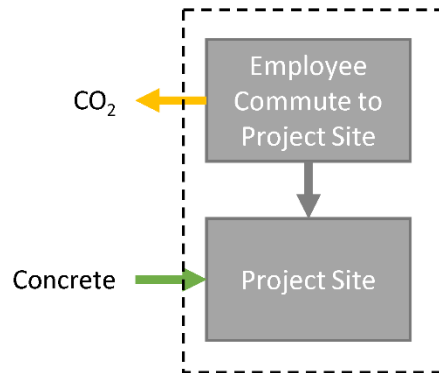 Employee
Commute to
Project Site
CO₂
Concrete
Project Site